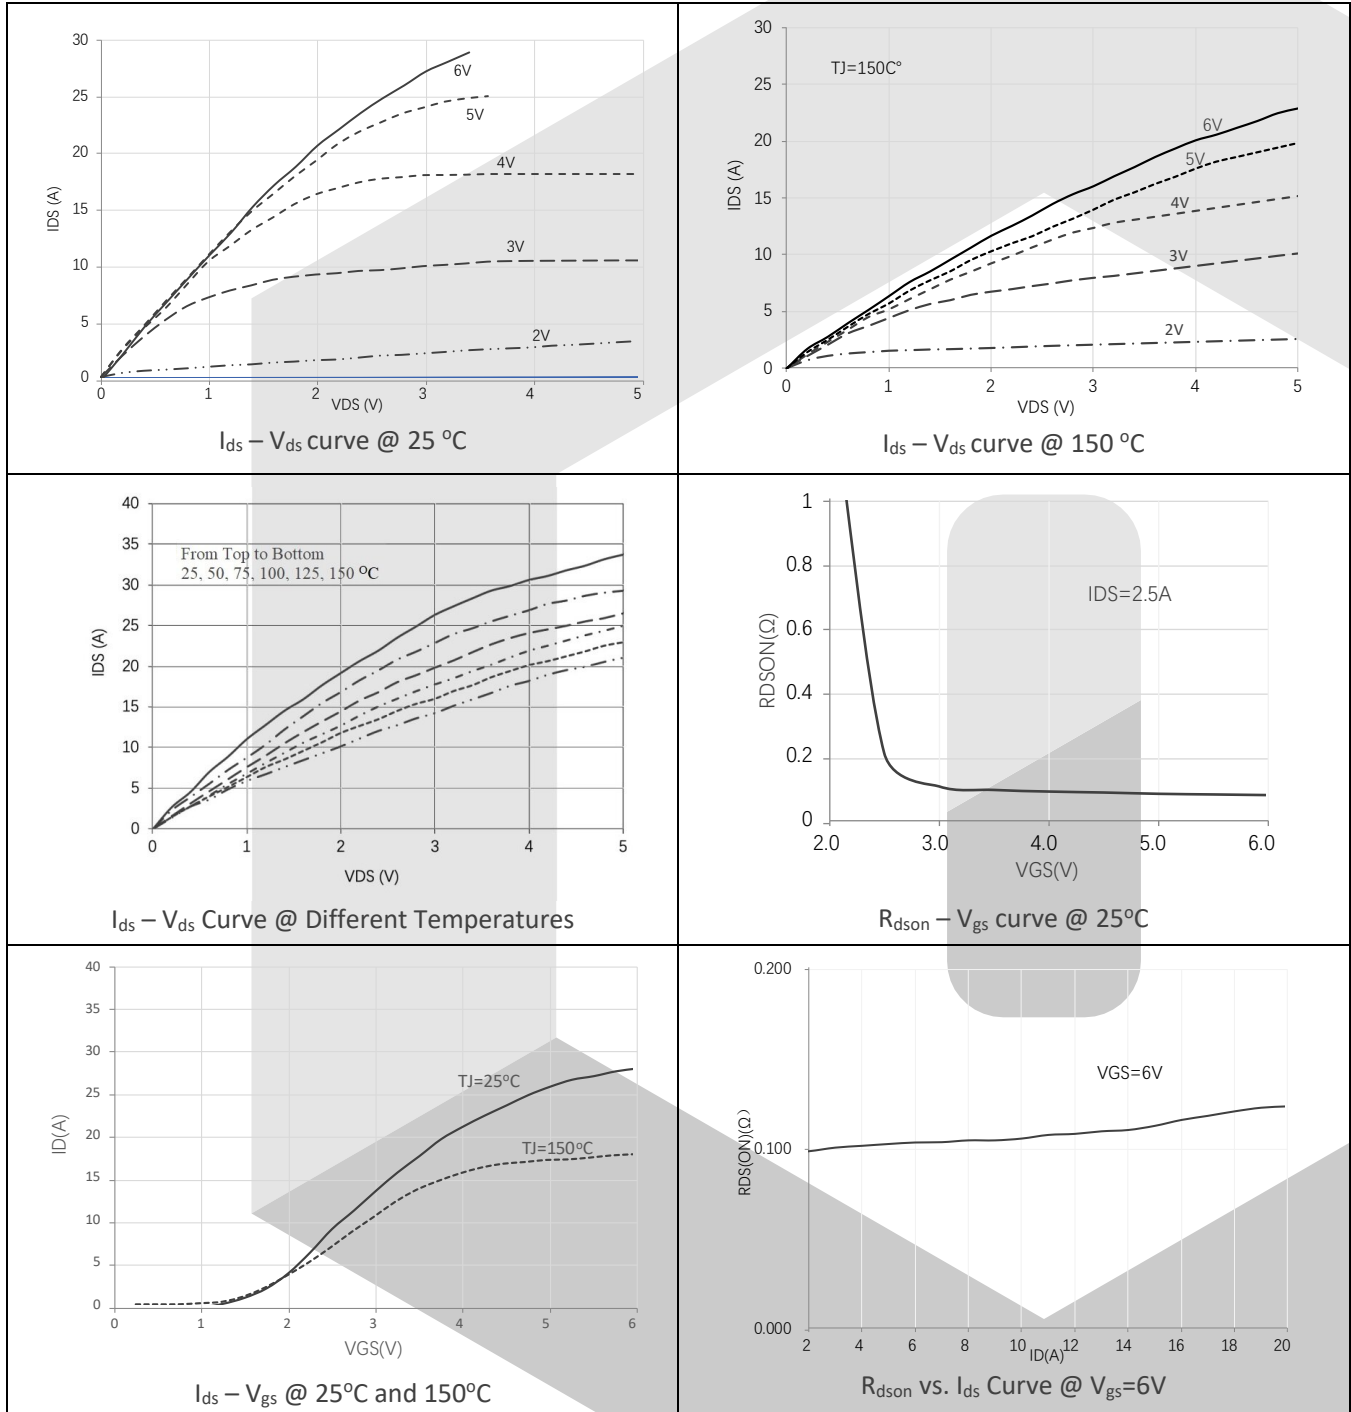 30
25
20
15
10
5
0
IDS (A)
6V
5V
4V
3V
2V
0 1 2 3 4 5
VDS (V)
Ids – Vds curve @ 25 °C
30
25
20
15
10
5
0
IDS (A)
TJ=150C°
6V
5V
4V
3V
2V
0 1 2 3 4 5
VDS (V)
Ids – Vds curve @ 150 °C
40
35
30
25
20
15
10
5
0
IDS (A)
From Top to Bottom
25, 50, 75, 100, 125, 150 °C
0 1 2 3 4 5
VDS (V)
Ids – Vds Curve @ Different Temperatures
1
0.8
0.6
0.4
0.2
0
RDSON(Ω)
IDS=2.5A
2.0 3.0 4.0 5.0 6.0
VGS(V)
Rdson – Vgs curve @ 25°C
40
35
30
25
20
15
10
5
0
ID(A)
TJ=25°C
TJ=150°C
0 1 2 3 4 5 6
VGS(V)
Ids – Vgs @ 25°C and 150°C
0.200
0.100
0.000
RDS(ON)(Ω)
VGS=6V
2 4 6 8 10 12 14 16 18 20
ID(A)
Rdson vs. Ids Curve @ Vgs=6V